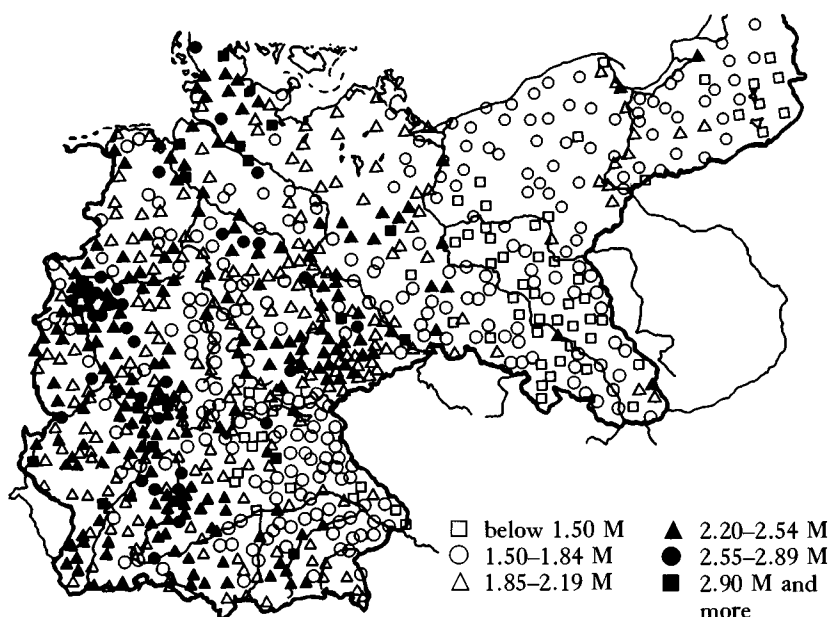 □ below 1.50 M
○ 1.50–1.84 M
△ 1.85–2.19 M
▲ 2.20–2.54 M
● 2.55–2.89 M
■ 2.90 M and
more